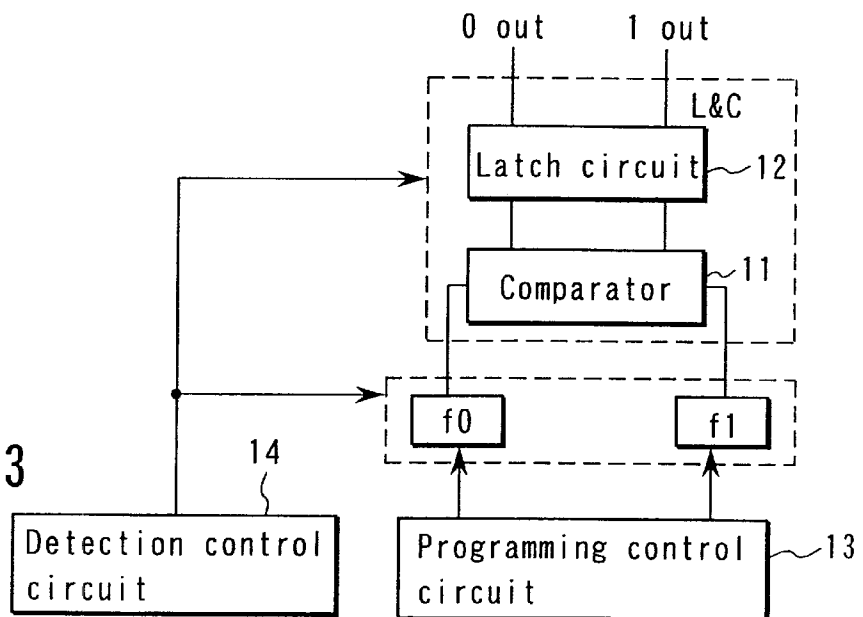 0 out 1 out
L&C
Latch circuit 12
Comparator 11
f0 f1
3
14
Detection control circuit
Programming control circuit
13